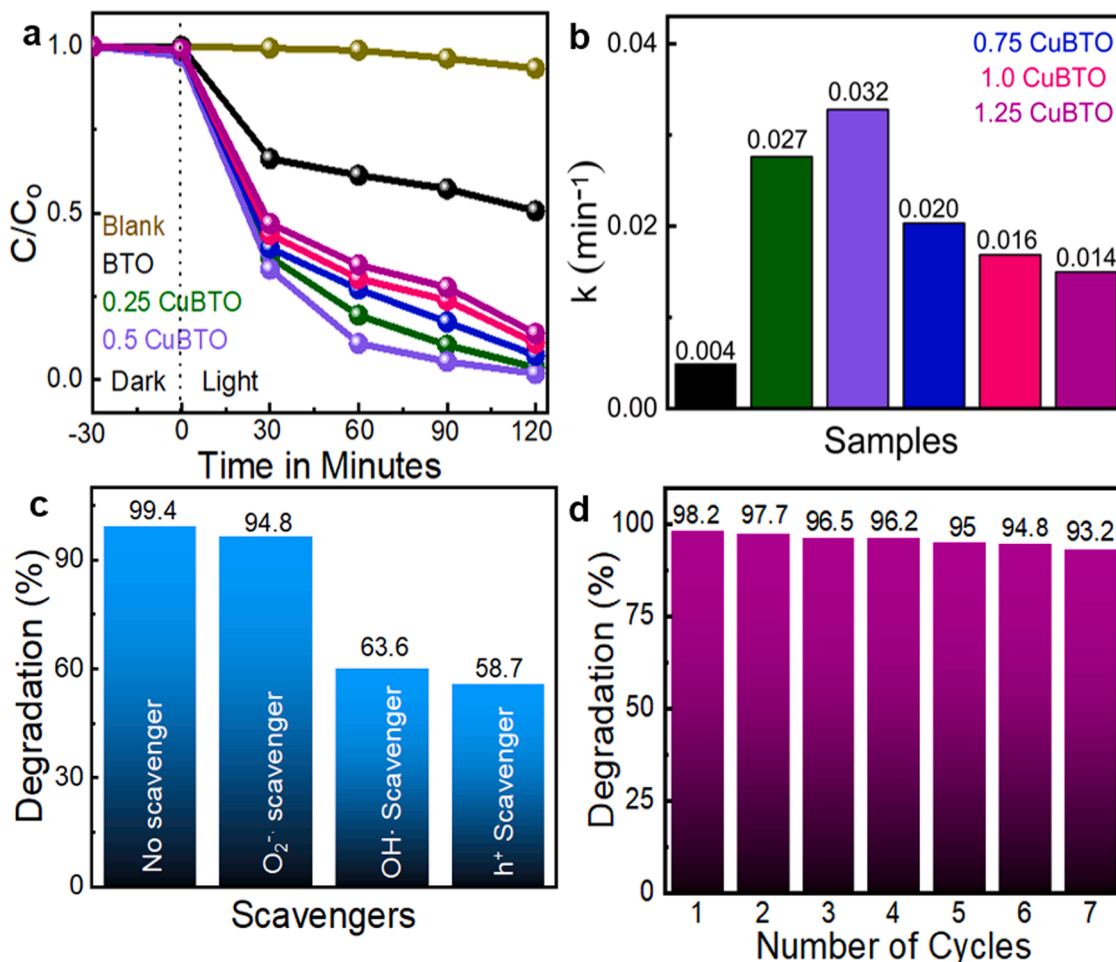 a
1.0
0.5
0.0
C/C₀
Blank
BTO
0.25 CuBTO
0.5 CuBTO
Dark
Light
-30 0 30 60 90 120
Time in Minutes
b
0.04
0.02
0.00
k (min⁻¹)
0.75 CuBTO
1.0 CuBTO
1.25 CuBTO
0.004
0.027
0.032
0.020
0.016
0.014
Samples
c
90
60
30
0
Degradation (%)
99.4
94.8
63.6
58.7
No scavenger
O₂⁻· scavenger
OH· Scavenger
h⁺ Scavenger
Scavengers
d
100
75
50
25
0
Degradation (%)
98.2 97.7 96.5 96.2 95 94.8 93.2
1 2 3 4 5 6 7
Number of Cycles